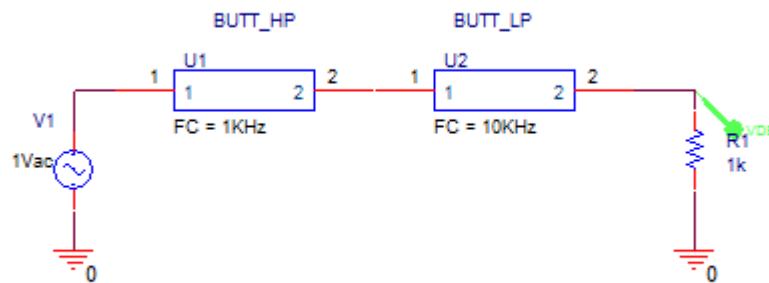 BUTT_HP BUTT_LP
U1 U2
1 2 1 2
1 2 1 2
FC = 1KHz FC = 10KHz
V1
1Vac
VD
R1
1k
0 0